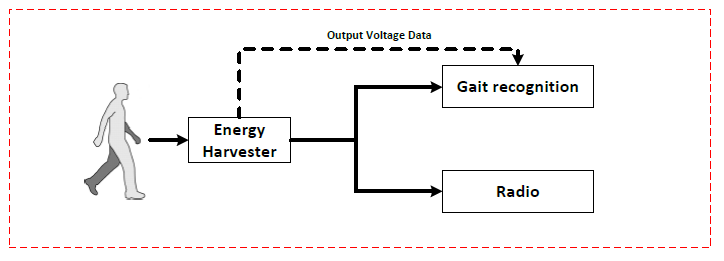 Output Voltage Data
Gait recognition
Energy
Harvester
Radio